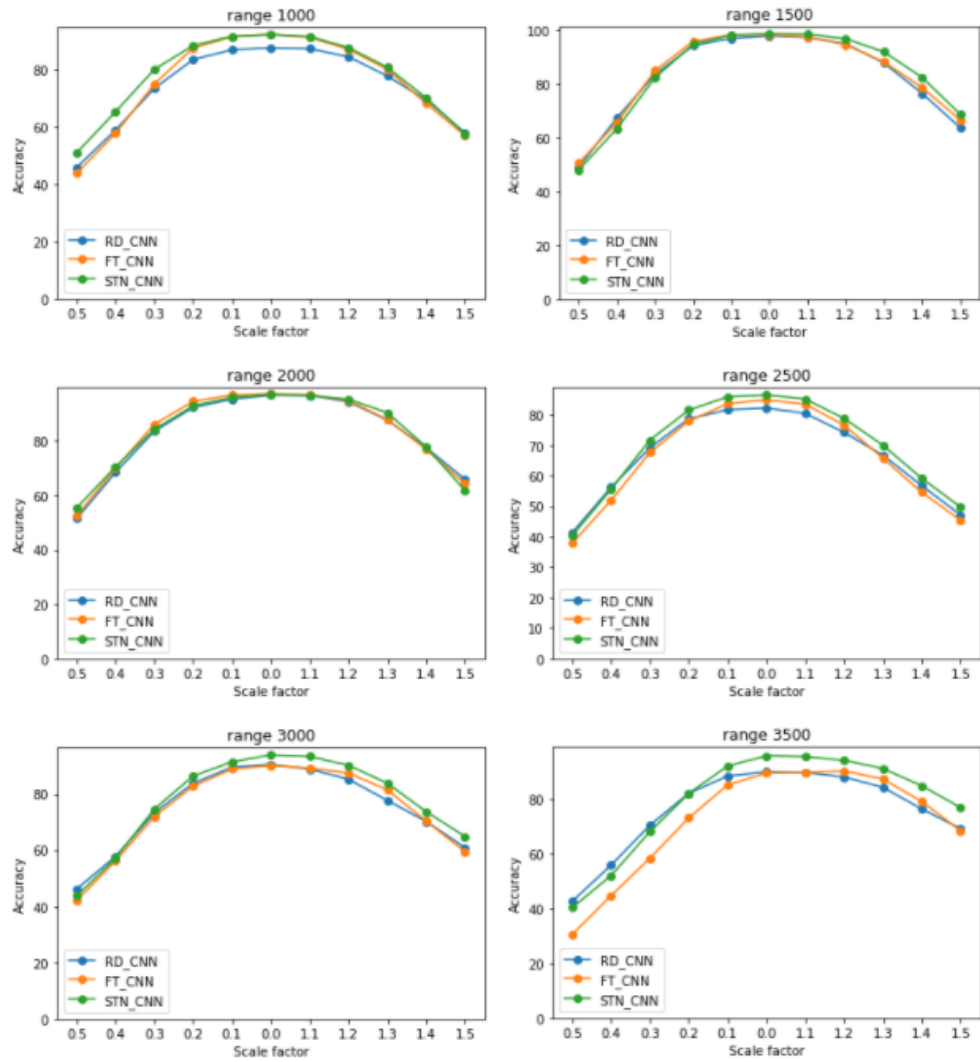 range 1000
Accuracy
80
60
40
20
0
RD_CNN
FT_CNN
STN_CNN
0.5 0.4 0.3 0.2 0.1 0.0 1.1 1.2 1.3 1.4 1.5
Scale factor
range 1500
Accuracy
100
80
60
40
20
0
RD_CNN
FT_CNN
STN_CNN
0.5 0.4 0.3 0.2 0.1 0.0 1.1 1.2 1.3 1.4 1.5
Scale factor
range 2000
Accuracy
80
60
40
20
0
RD_CNN
FT_CNN
STN_CNN
0.5 0.4 0.3 0.2 0.1 0.0 1.1 1.2 1.3 1.4 1.5
Scale factor
range 2500
Accuracy
80
70
60
50
40
30
20
10
0
RD_CNN
FT_CNN
STN_CNN
0.5 0.4 0.3 0.2 0.1 0.0 1.1 1.2 1.3 1.4 1.5
Scale factor
range 3000
Accuracy
80
60
40
20
0
RD_CNN
FT_CNN
STN_CNN
0.5 0.4 0.3 0.2 0.1 0.0 1.1 1.2 1.3 1.4 1.5
Scale factor
range 3500
Accuracy
80
60
40
20
0
RD_CNN
FT_CNN
STN_CNN
0.5 0.4 0.3 0.2 0.1 0.0 1.1 1.2 1.3 1.4 1.5
Scale factor